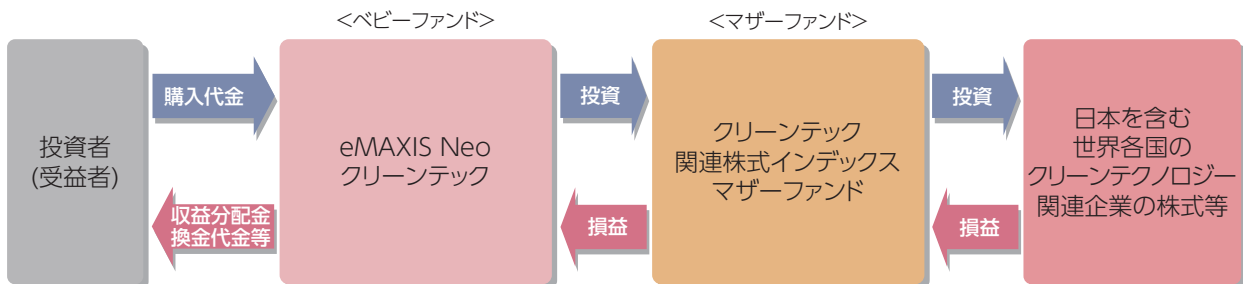 <ベビーファンド>
<マザーファンド>
投資者
(受益者)
購入代金
収益分配金
換金代金等
eMAXIS Neo
クリーンテック
投資
損益
クリーンテック
関連株式インデックス
マザーファンド
投資
損益
日本を含む
世界各国の
クリーンテクノロジー
関連企業の株式等